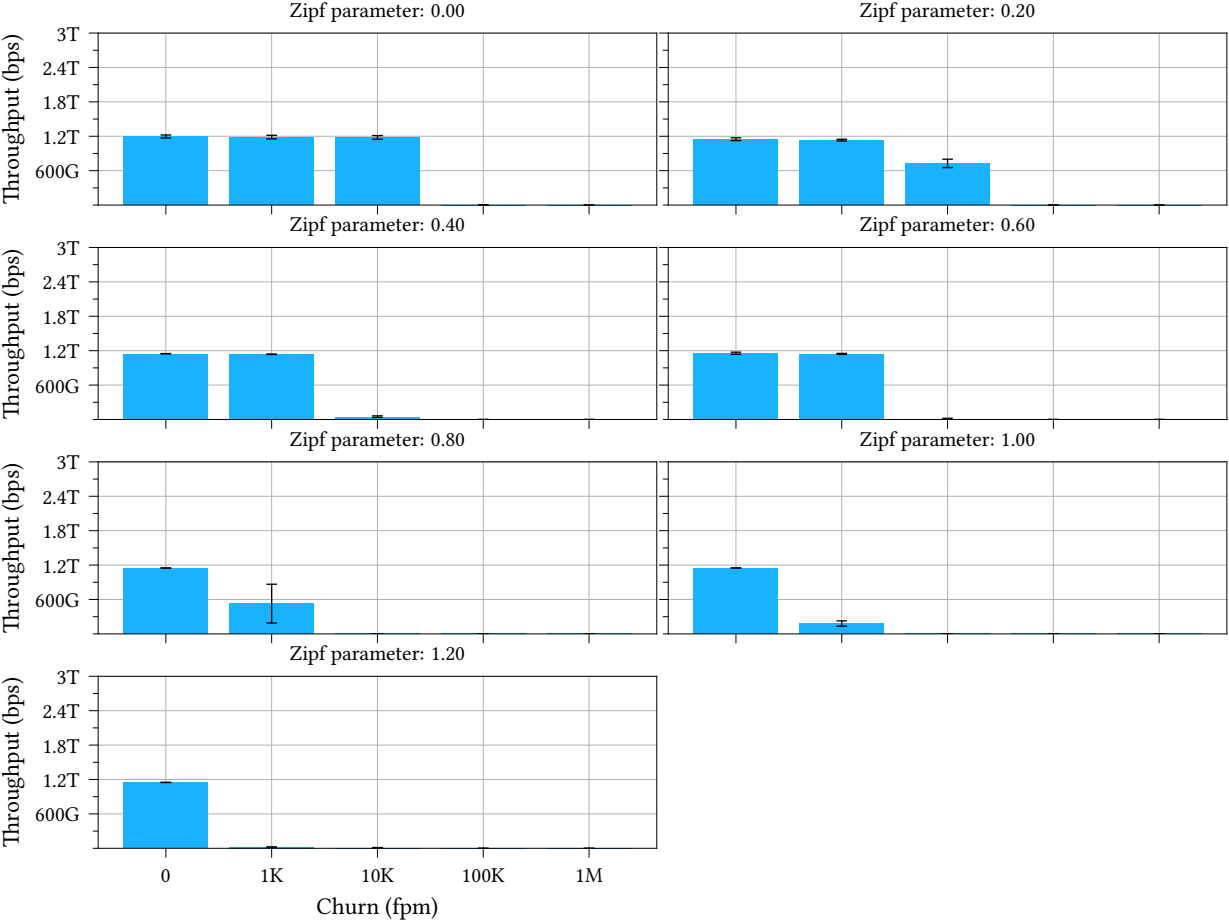 Zipf parameter: 0.00
Zipf parameter: 0.20
Throughput (bps)
3T
2.4T
1.8T
1.2T
600G
Zipf parameter: 0.40
Zipf parameter: 0.60
Throughput (bps)
3T
2.4T
1.8T
1.2T
600G
Zipf parameter: 0.80
Zipf parameter: 1.00
Throughput (bps)
3T
2.4T
1.8T
1.2T
600G
Zipf parameter: 1.20
Throughput (bps)
3T
2.4T
1.8T
1.2T
600G
0 1K 10K 100K 1M
Churn (fpm)